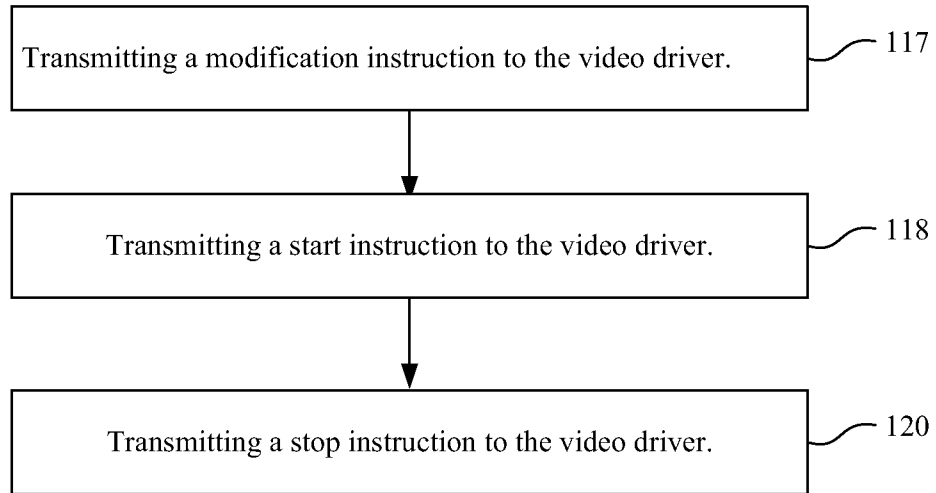 Transmitting a modification instruction to the video driver.
117
Transmitting a start instruction to the video driver.
118
Transmitting a stop instruction to the video driver.
120